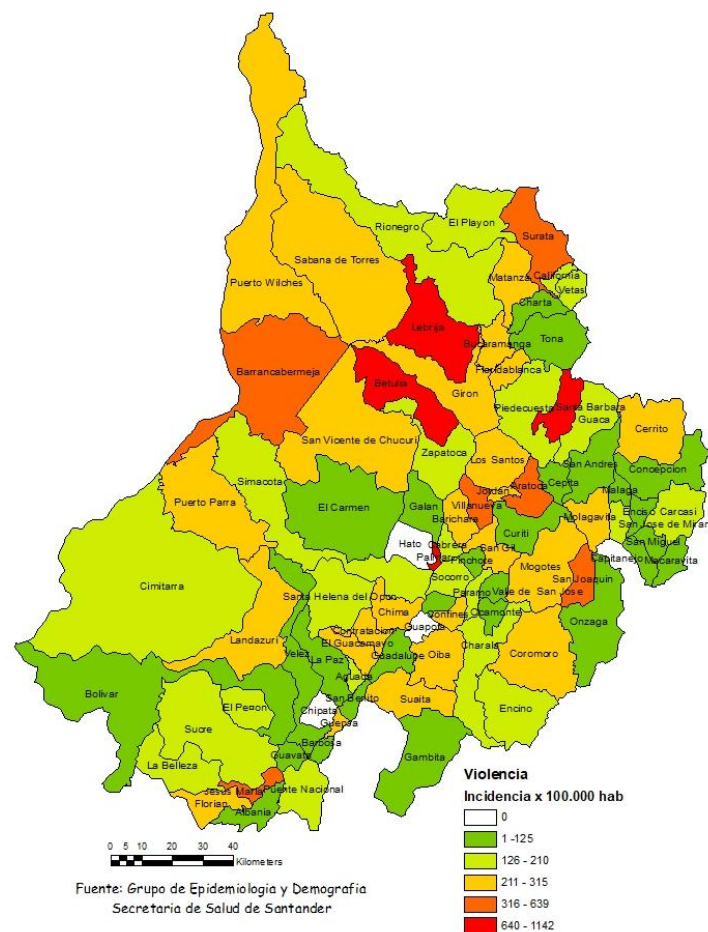 Rionegro
El Playon
Surata
Sabana de Torres
Matanza
California
Vetas
Puerto Wilches
Charta
Lebrija
Tona
Bucaramanga
Barrancabermeja
Floridablanca
Betulia
Giron
Piedecuesta
Santa Barbara
Guaca
Cerrito
San Vicente de Chucuri
Zapatoca
Los Santos
San Andres
Concepcion
Simacota
Jordan
Aratoca
Cepita
Malaga
Puerto Parra
El Carmen
Galan
Villanueva
Enciso
Carcasi
Barichara
Curiti
Molagavita
San Jose de Miran
Hato
Cabrera
San Gil
San Miguel
Pinchote
Capitanejo
Macaravita
Mogotes
Cimitarra
Socorro
San Joaquin
Santa Helena del Opon
Paramo
Valle de San Jose
Chima
Confines
Ocamonte
Onzaga
Contratacion
Guapota
Landazuri
El Guacamayo
Charala
Velez
Guadalupe
Oiba
Coromoro
La Paz
Aguada
Bolivar
San Benito
Suaita
Encino
El Peñon
Chipata
Guepsa
Sucre
Barbosa
Guavata
Gambita
La Belleza
Jesus Maria
Puente Nacional
Florian
Albania
Violencia
Incidencia x 100.000 hab
0
1 -125
126 - 210
211 - 315
316 - 639
640 - 1142
0 5 10 20 30 40
Kilometers
Fuente: Grupo de Epidemiologia y Demografia
Secretaria de Salud de Santander